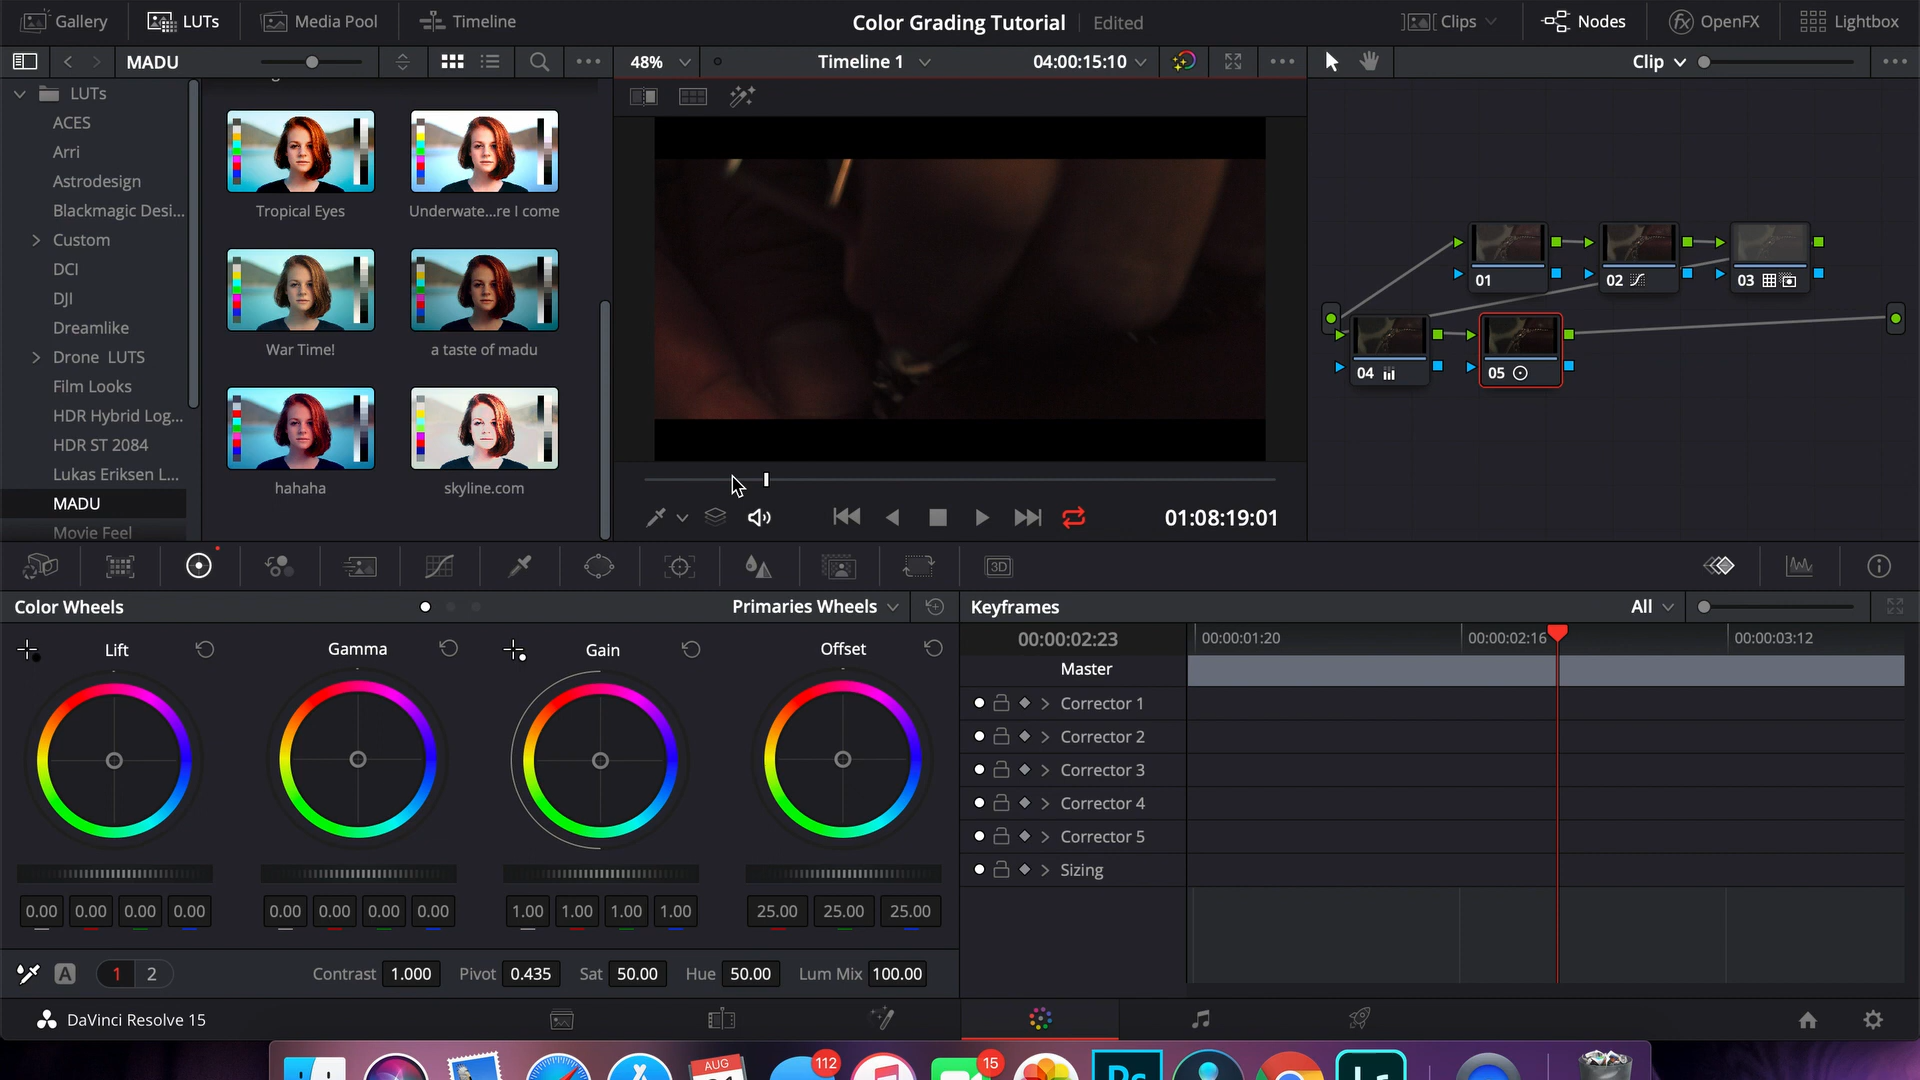 Gallery LUTs Media Pool Timeline Color Grading Tutorial Edited Clips Nodes fx OpenFX Lightbox
MADU 48% Timeline 1 04:00:15:10 Clip
LUTs
ACES
Arri
Astrodesign
Blackmagic Desi...
Custom
DCI
DJI
Dreamlike
Drone LUTS
Film Looks
HDR Hybrid Log...
HDR ST 2084
Lukas Eriksen L...
MADU
Movie Feel
Tropical Eyes Underwate...re I come
War Time! a taste of madu
hahaha skyline.com
01:08:19:01
01 02 03
04 05
3D
Color Wheels Primaries Wheels
Lift Gamma Gain Offset
0.00 0.00 0.00 0.00 0.00 0.00 0.00 0.00 1.00 1.00 1.00 1.00 25.00 25.00 25.00
A 1 2 Contrast 1.000 Pivot 0.435 Sat 50.00 Hue 50.00 Lum Mix 100.00
Keyframes All
00:00:02:23 00:00:01:20 00:00:02:16 00:00:03:12
Master
Corrector 1
Corrector 2
Corrector 3
Corrector 4
Corrector 5
Sizing
DaVinci Resolve 15
AUG 112 15 Ps